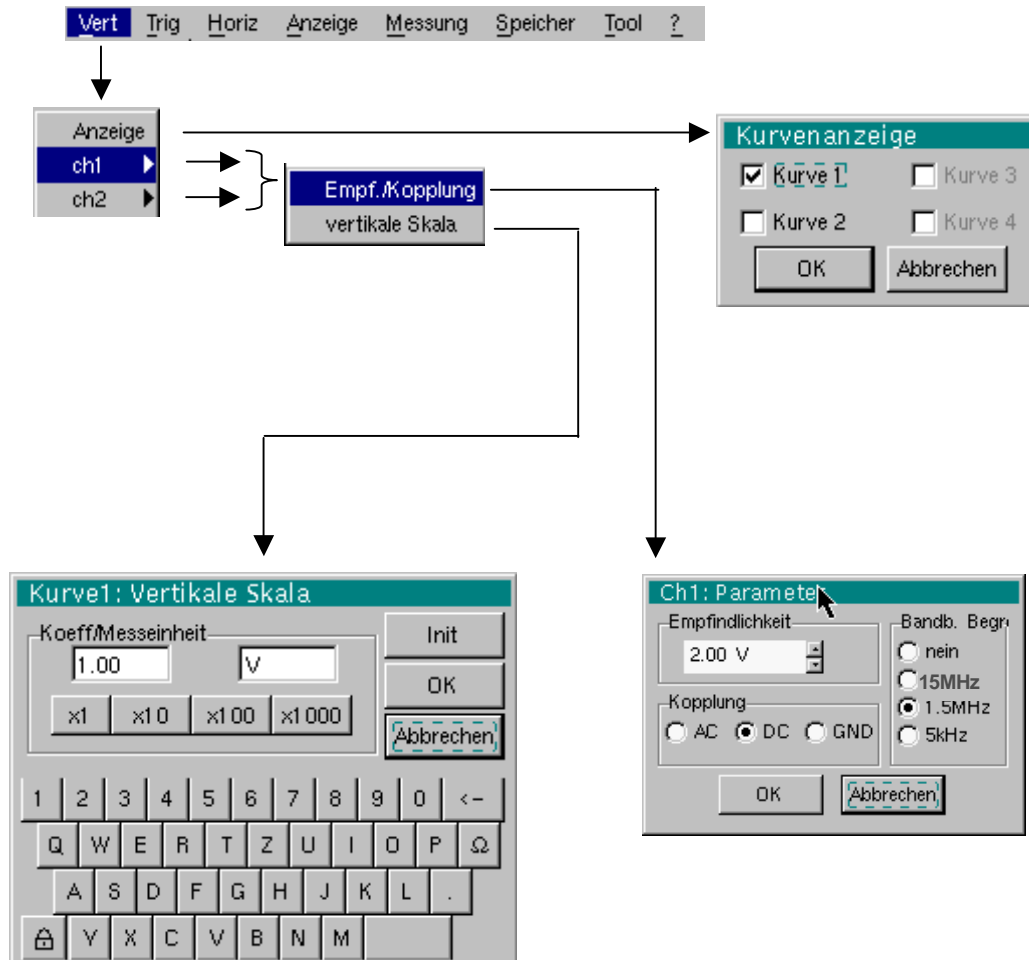 Vert Trig Horiz Anzeige Messung Speicher Tool ?
Anzeige
ch1
ch2
Empf./Kopplung
vertikale Skala
Kurvenanzeige
Kurve 1 Kurve 3
Kurve 2 Kurve 4
OK Abbrechen
Kurve1: Vertikale Skala
Koeff/Messeinheit
1.00 V
x1 x10 x100 x1000
Init
OK
Abbrechen
1 2 3 4 5 6 7 8 9 0 <-
Q W E R T Z U I O P Ω
A S D F G H J K L .
Y X C V B N M
Ch1: Parameter
Empfindlichkeit
2.00 V
Kopplung
AC DC GND
Bandb. Begr
nein
15MHz
1.5MHz
5kHz
OK Abbrechen